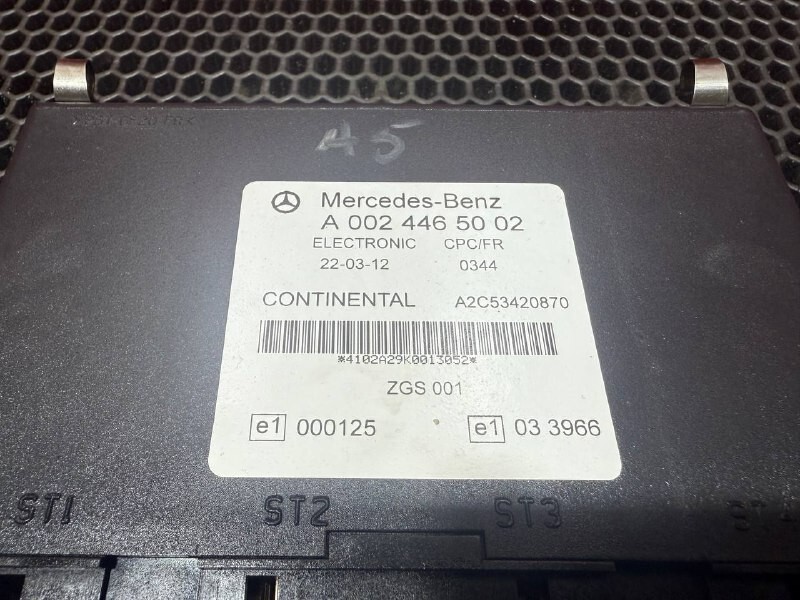 A5
Mercedes-Benz
A 002 446 50 02
ELECTRONIC CPC/FR
22-03-12 0344
CONTINENTAL A2C53420870
*4102A29K0013052*
ZGS 001
e1 000125 e1 03 3966
ST1 ST2 ST3